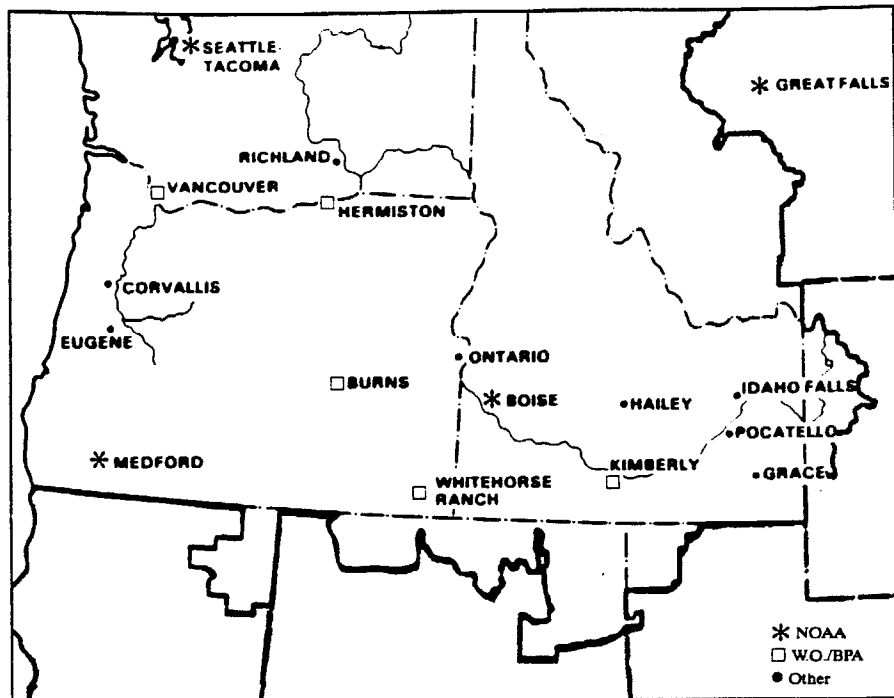 SEATTLE-
TACOMA
GREAT FALLS
RICHLAND
VANCOUVER
HERMISTON
CORVALLIS
EUGENE
ONTARIO
BURNS
BOISE
HAILEY
IDAHO FALLS
POCATELLO
MEDFORD
KIMBERLY
GRACE
WHITEHORSE
RANCH
NOAA
W.O./BPA
Other